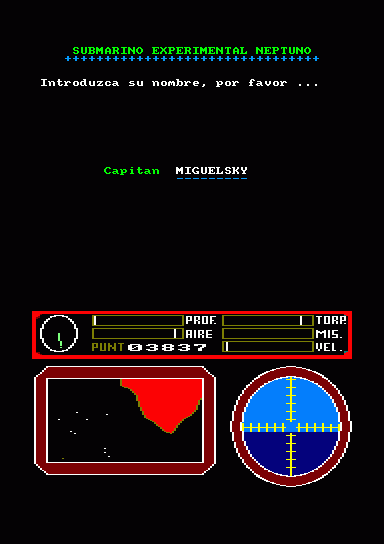 SUBMARINO EXPERIMENTAL NEPTUNO
Introduzca su nombre, por favor ...
Capitan MIGUELSKY
PROF. TORP.
AIRE MIS.
PUNT 03837 VEL.